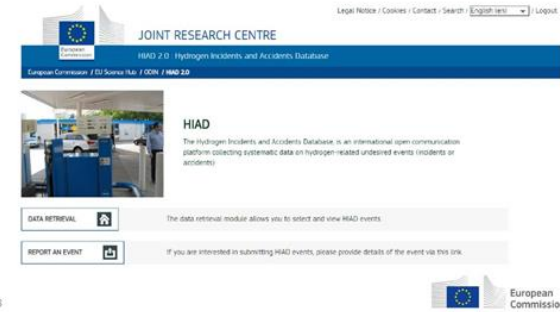 Legal Notice / Cookies / Contact / Search / English (en) / Logout
European
Commission
JOINT RESEARCH CENTRE
HIAD 2.0 : Hydrogen Incidents and Accidents Database
European Commission / EU Science Hub / ODIN / HIAD 2.0
HIAD
The Hydrogen Incidents and Accidents Database, is an international open communication
platform collecting systematic data on hydrogen-related undesired events (incidents or
accidents)
DATA RETRIEVAL
The data retrieval module allows you to select and view HIAD events
REPORT AN EVENT
If you are interested in submitting HIAD events, please provide details of the event via this link
European
Commissio